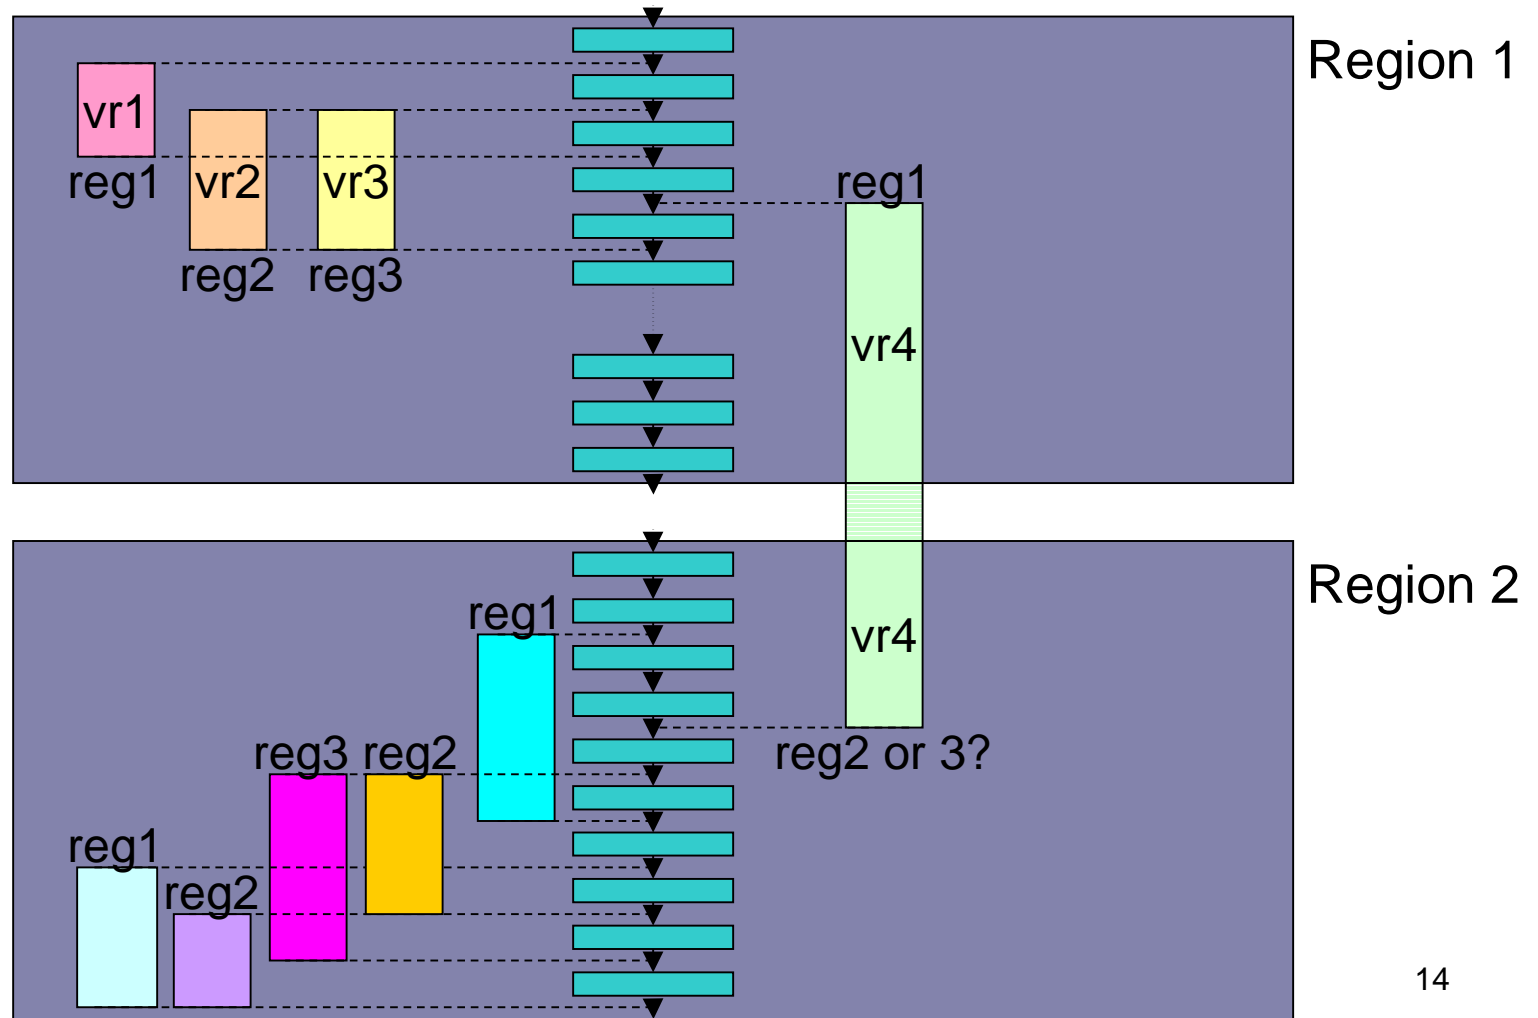 Region 1
vr1
reg1
vr2
vr3
reg1
reg2
reg3
vr4
Region 2
reg1
vr4
reg3
reg2
reg2 or 3?
reg1
reg2
14